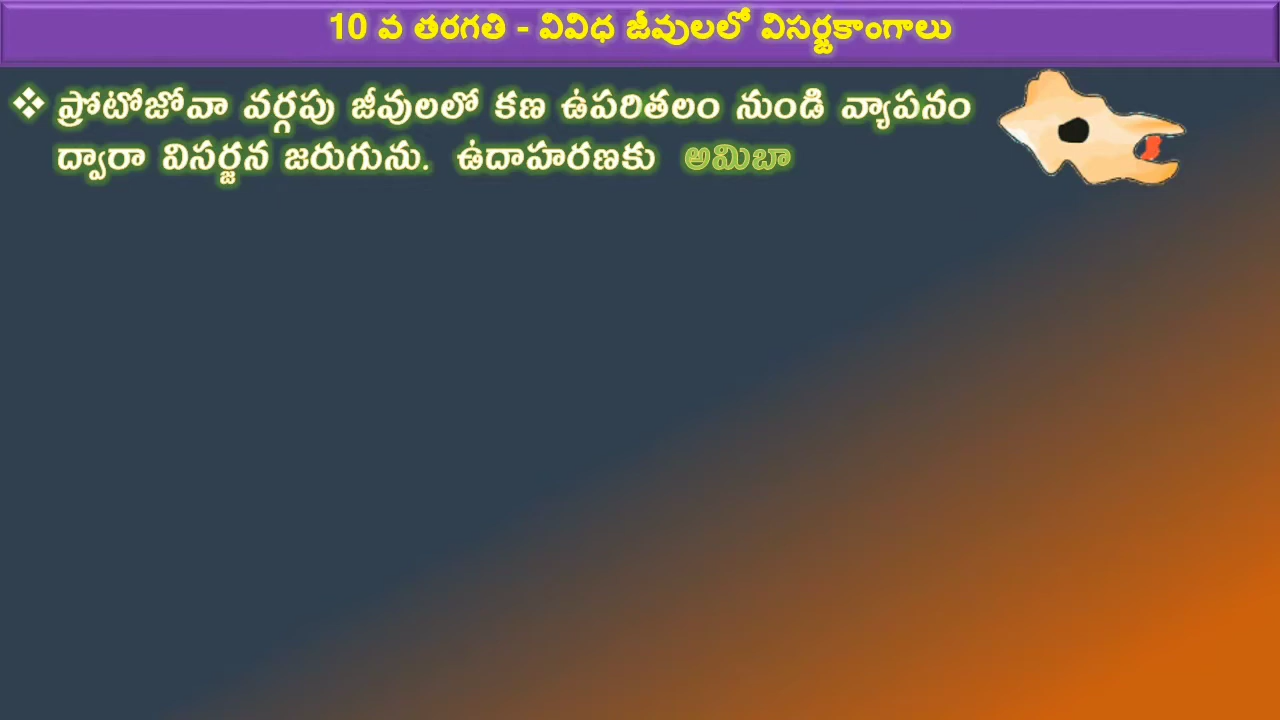 10 వ తరగతి - వివిధ జీవులలో విసర్జకాంగాలు
❖ ప్రోటోజోవా వర్గపు జీవులలో కణ ఉపరితలం నుండి వ్యాపనం
ద్వారా విసర్జన జరుగును. ఉదాహరణకు అమిబా